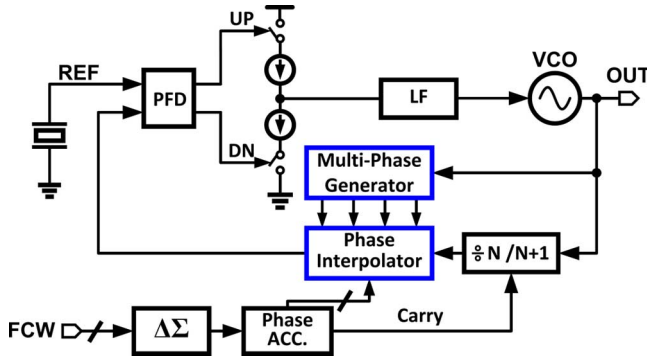 UP
VCO
REF
OUT
PFD
LF
DN
Multi-Phase
Generator
Phase
Interpolator
÷N /N+1
FCW
ΔΣ
Phase
ACC.
Carry